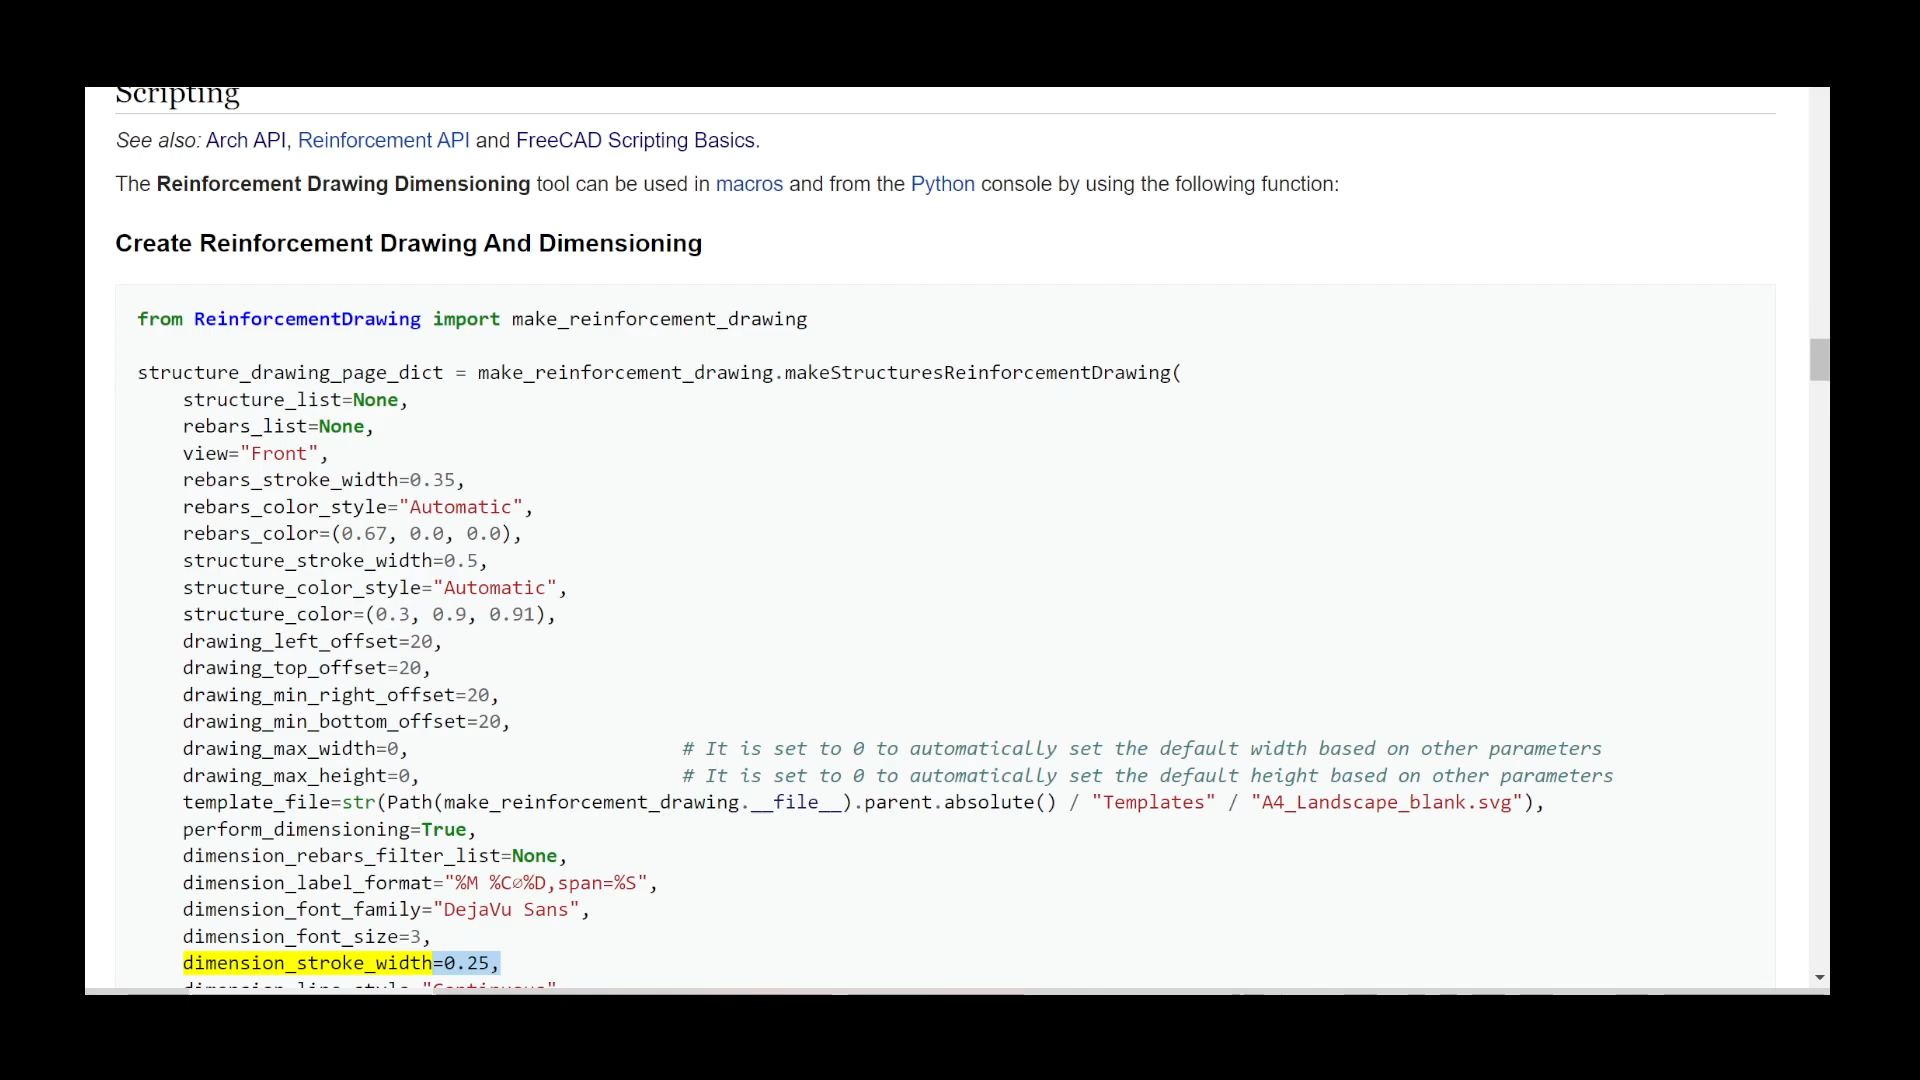 Scripting
See also: Arch API, Reinforcement API and FreeCAD Scripting Basics.
The Reinforcement Drawing Dimensioning tool can be used in macros and from the Python console by using the following function:
Create Reinforcement Drawing And Dimensioning
from ReinforcementDrawing import make_reinforcement_drawing
structure_drawing_page_dict = make_reinforcement_drawing.makeStructuresReinforcementDrawing(
structure_list=None,
rebars_list=None,
view="Front",
rebars_stroke_width=0.35,
rebars_color_style="Automatic",
rebars_color=(0.67, 0.0, 0.0),
structure_stroke_width=0.5,
structure_color_style="Automatic",
structure_color=(0.3, 0.9, 0.91),
drawing_left_offset=20,
drawing_top_offset=20,
drawing_min_right_offset=20,
drawing_min_bottom_offset=20,
drawing_max_width=0, # It is set to 0 to automatically set the default width based on other parameters
drawing_max_height=0, # It is set to 0 to automatically set the default height based on other parameters
template_file=str(Path(make_reinforcement_drawing.__file__).parent.absolute() / "Templates" / "A4_Landscape_blank.svg"),
perform_dimensioning=True,
dimension_rebars_filter_list=None,
dimension_label_format="%M %C⌀%D,span=%S",
dimension_font_family="DejaVu Sans",
dimension_font_size=3,
dimension_stroke_width=0.25,
dimension_line_style="Continuous"